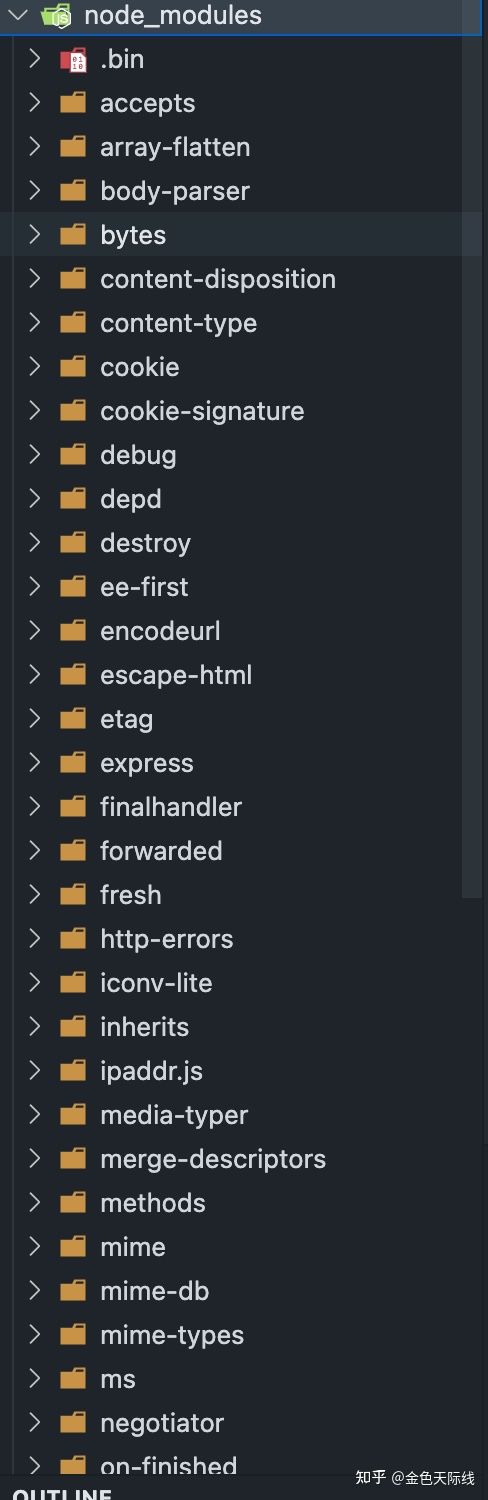 node_modules
.bin
accepts
array-flatten
body-parser
bytes
content-disposition
content-type
cookie
cookie-signature
debug
depd
destroy
ee-first
encodeurl
escape-html
etag
express
finalhandler
forwarded
fresh
http-errors
iconv-lite
inherits
ipaddr.js
media-typer
merge-descriptors
methods
mime
mime-db
mime-types
ms
negotiator
on-finished
知乎 @金色天际线
OUTLINE